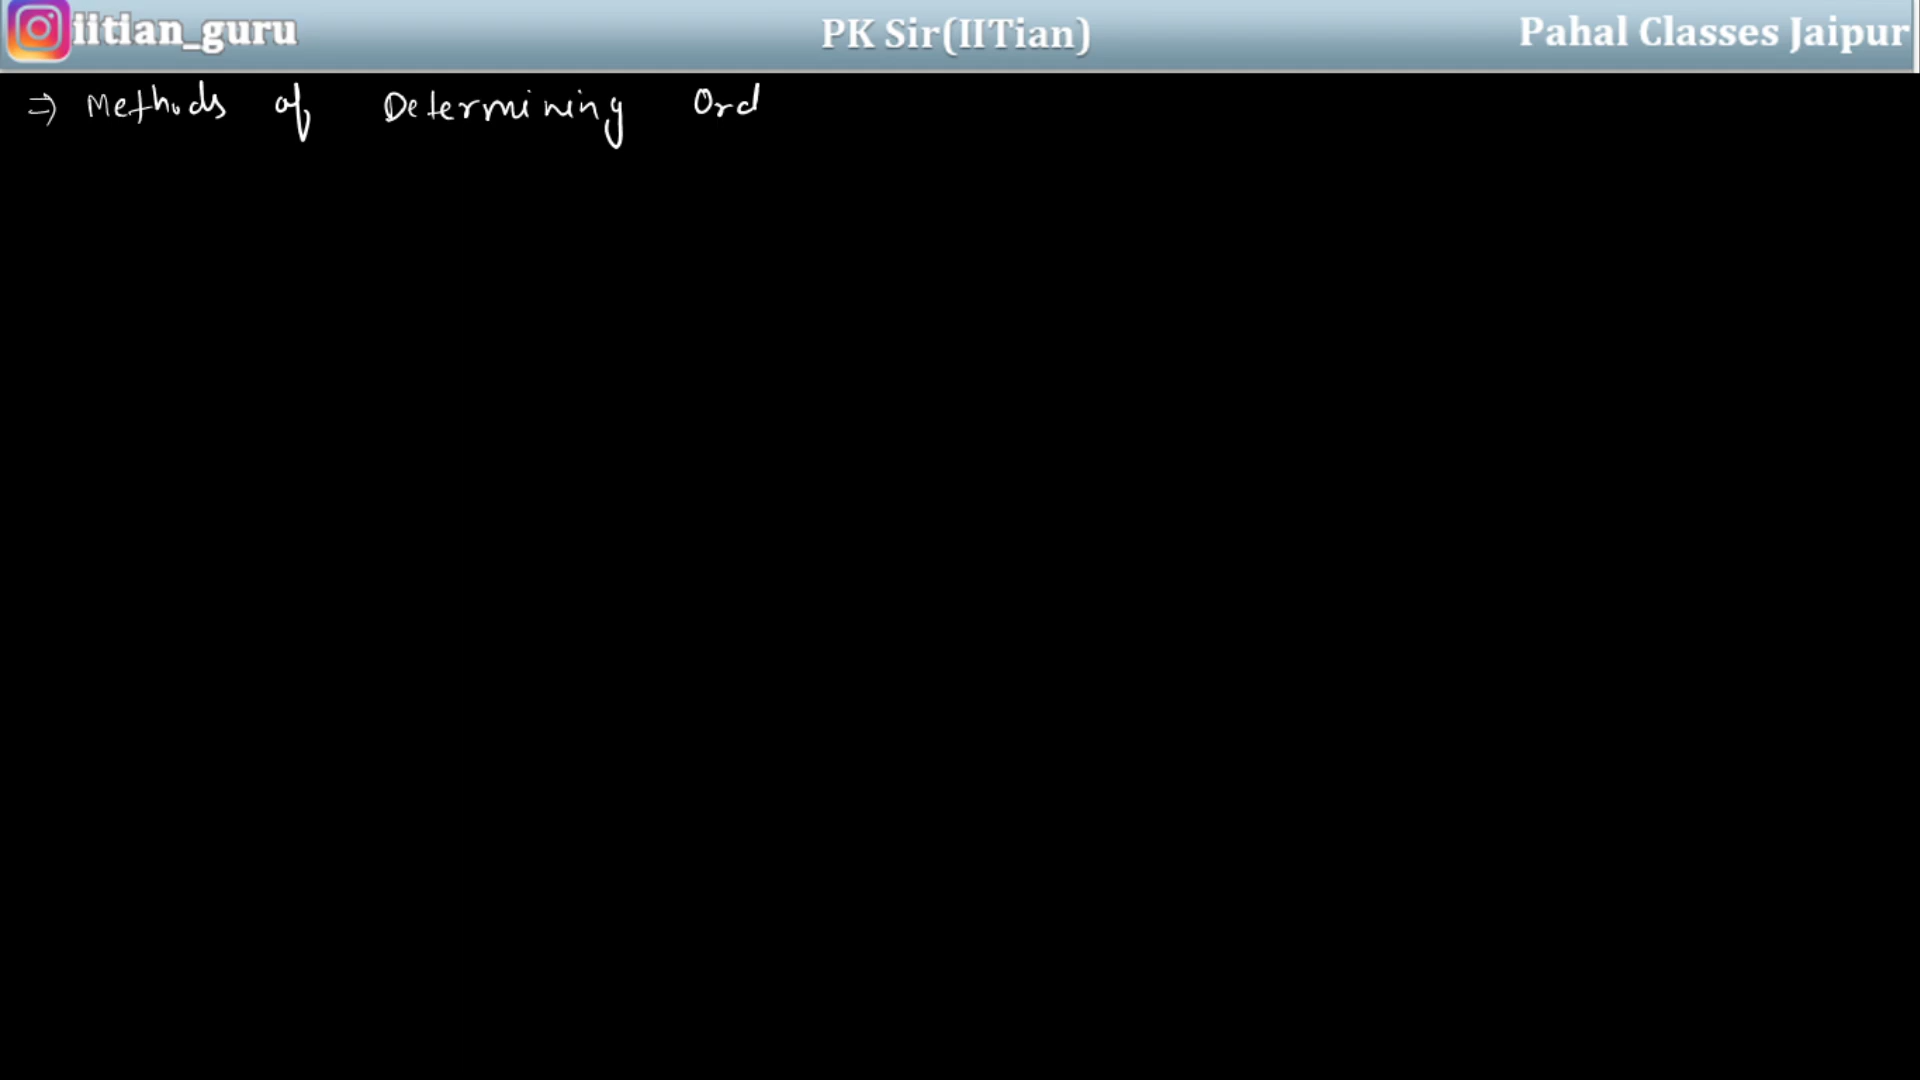 iitian_guru PK Sir(IITian) Pahal Classes Jaipur
⇒ Methods of Determining Ord